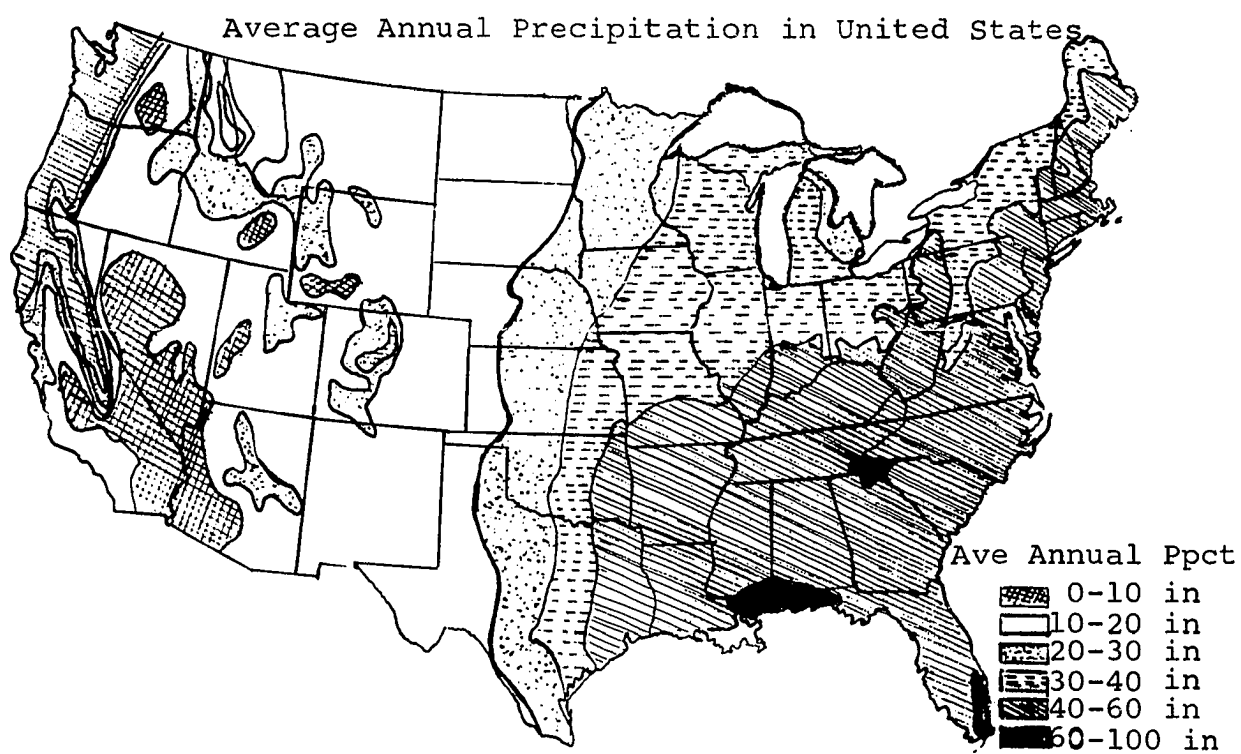 Average Annual Precipitation in United States
Ave Annual Ppct
0-10 in
10-20 in
20-30 in
30-40 in
40-60 in
60-100 in